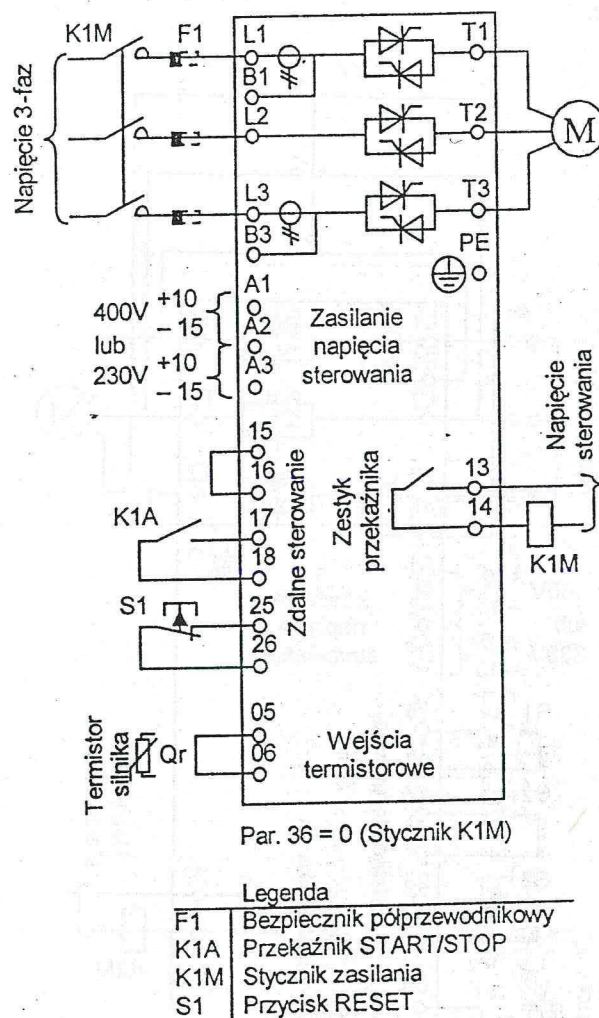 K1M
F1
L1
T1
B1
L2
T2
M
L3
T3
B3
PE
Napięcie 3-faz
A1
400V +10
– 15
A2
lub
230V +10
– 15
A3
Zasilanie
napięcia
sterowania
15
16
K1A
17
18
S1
25
26
Zdalne sterowanie
Zestyk
przekaźnika
13
14
K1M
Napięcie
sterowania
Termistor
silnika
Qr
05
06
Wejścia
termistorowe
Par. 36 = 0 (Stycznik K1M)
Legenda
F1 Bezpiecznik półprzewodnikowy
K1A Przekaźnik START/STOP
K1M Stycznik zasilania
S1 Przycisk RESET